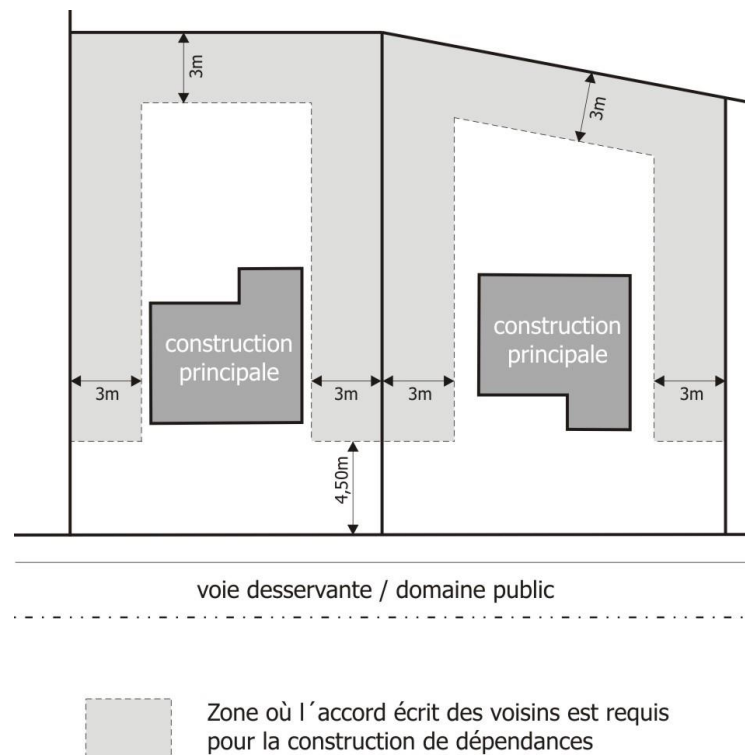 3m
3m
construction
principale
construction
principale
3m
3m
3m
3m
4,50m
voie desservante / domaine public
Zone où l´accord écrit des voisins est requis
pour la construction de dépendances